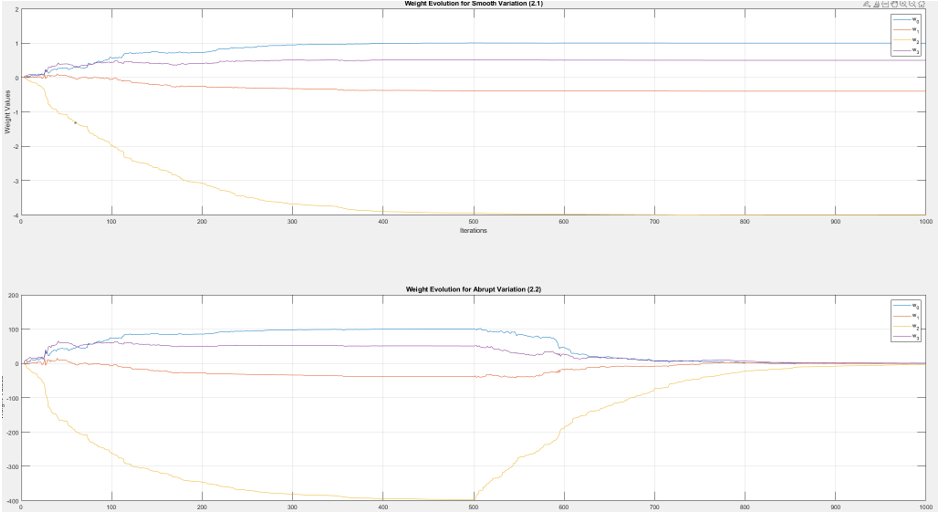 Weight Evolution for Smooth Variation (2.1)
2
1
0
-1
-2
-3
-4
Weight Values
0 100 200 300 400 500 600 700 800 900 1000
Iterations
w0
w1
w2
w3
Weight Evolution for Abrupt Variation (2.2)
200
100
0
-100
-200
-300
-400
0 100 200 300 400 500 600 700 800 900 1000
w0
w1
w2
w3